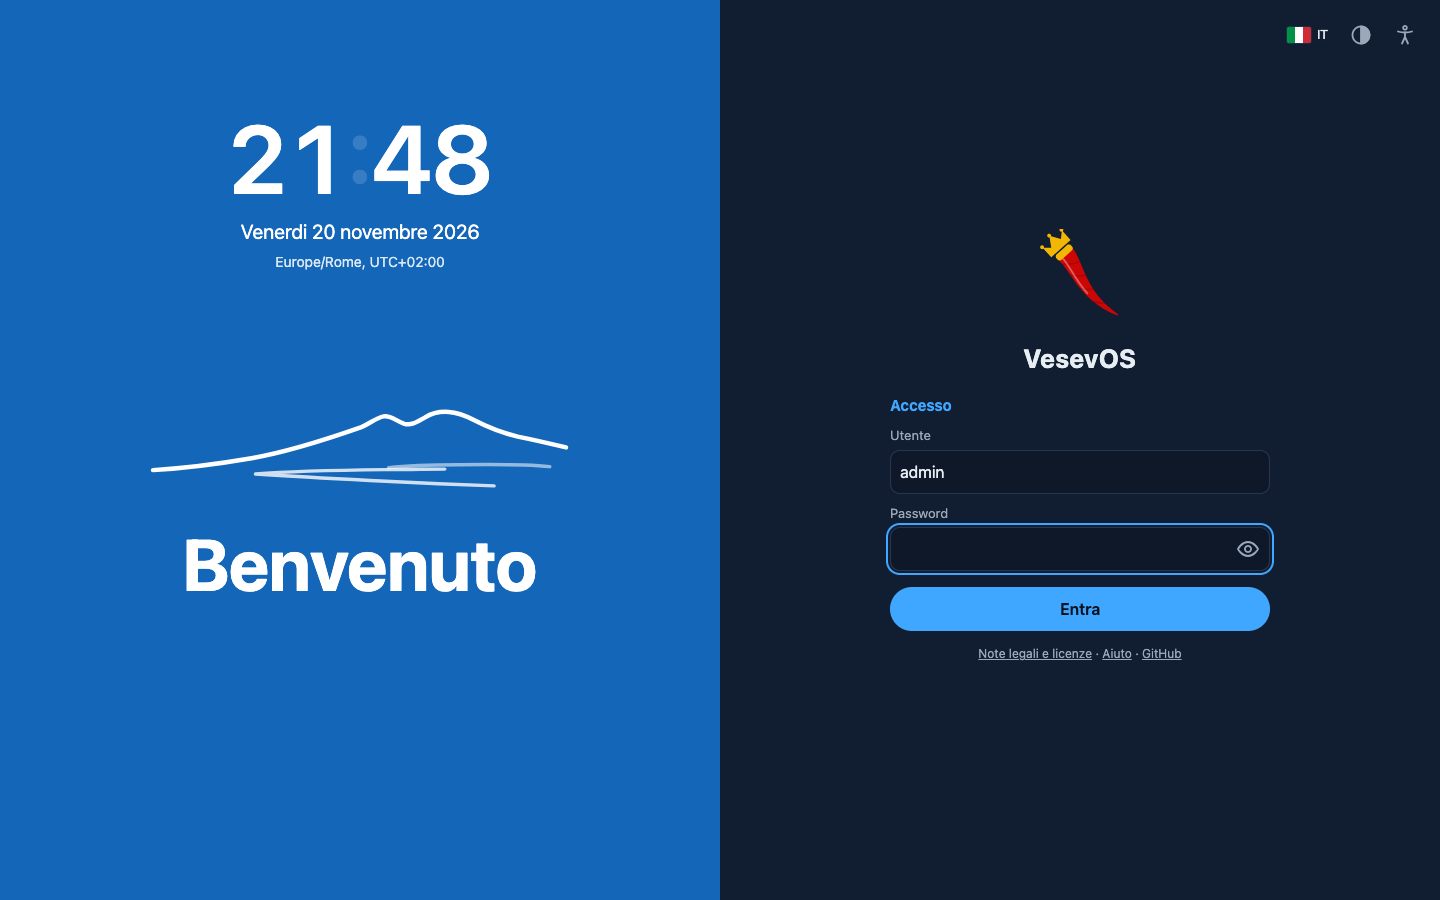 21:48
Venerdi 20 novembre 2026
Europe/Rome, UTC+02:00
Benvenuto
IT
VesevOS
Accesso
Utente
admin
Password
Entra
Note legali e licenze · Aiuto · GitHub